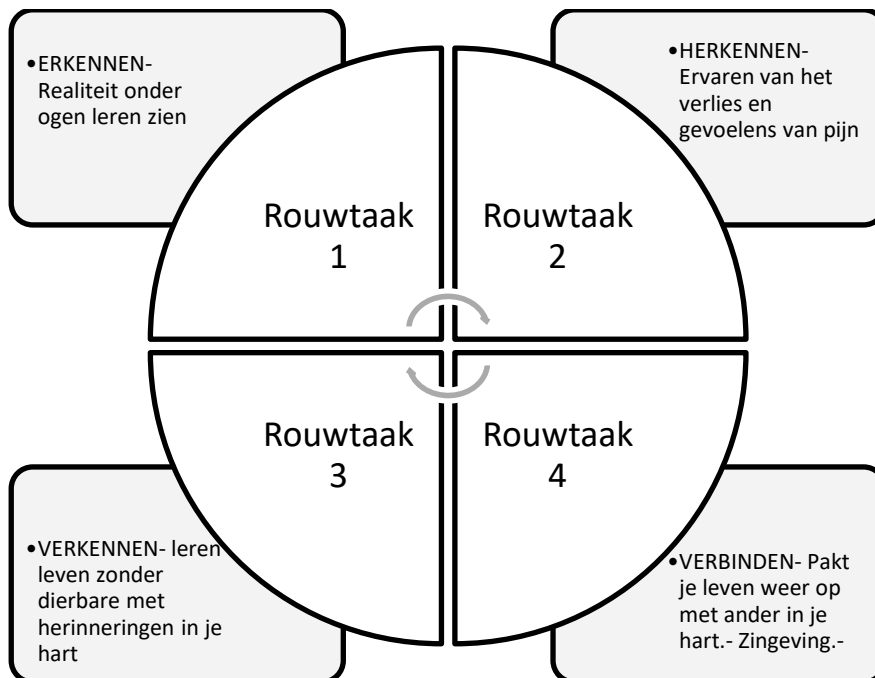 •ERKENNEN-
Realiteit onder
ogen leren zien
•HERKENNEN-
Ervaren van het
verlies en
gevoelens van pijn
Rouwtaak
1
Rouwtaak
2
Rouwtaak
3
Rouwtaak
4
•VERKENNEN- leren
leven zonder
dierbare met
herinneringen in je
hart
•VERBINDEN- Pakt
je leven weer op
met ander in je
hart.- Zingeving.-